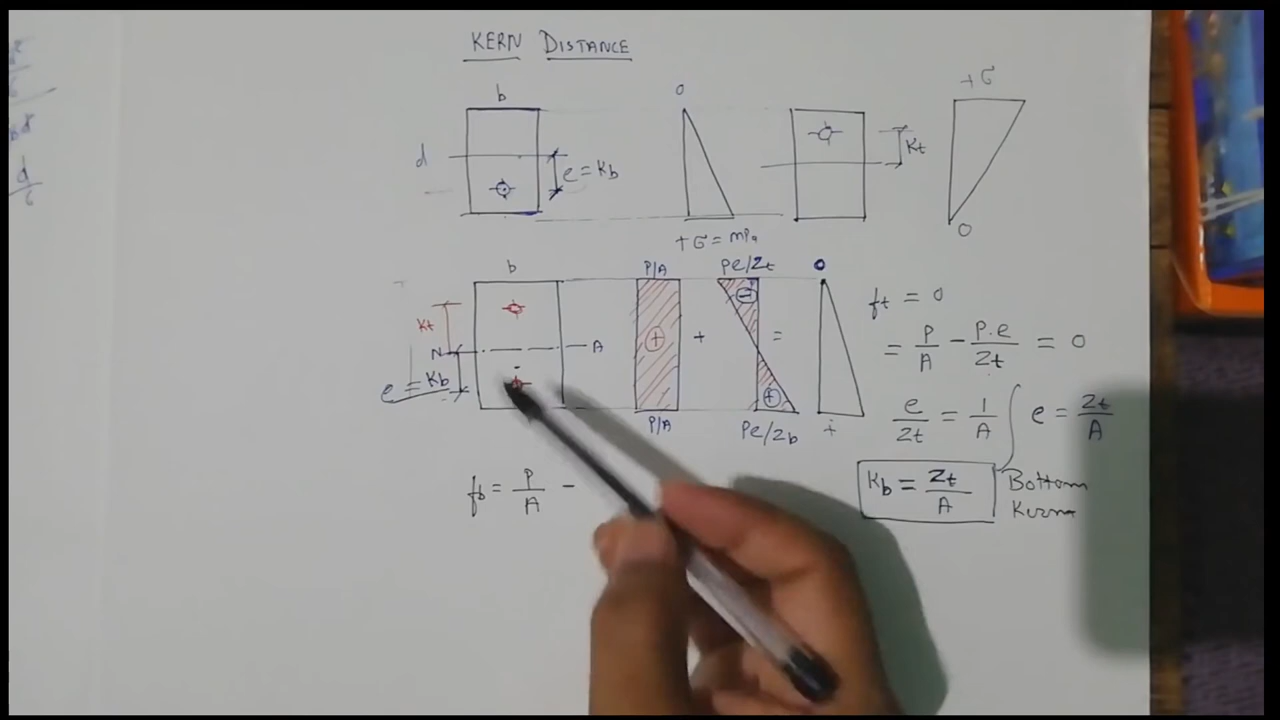 KERN DISTANCE
b
d
e = Kb
0
+σ = mPa
Kt
+σ
0
d/6
b
Kt
N
A
e = Kb
P/A
+
P/A
+
Pe/Zt
-
+
Pe/Zb
=
0
+
ft = 0
= P/A - P.e/Zt = 0
e/Zt = 1/A
e = Zt/A
Kb = Zt/A
Bottom
Kern
fb = P/A -